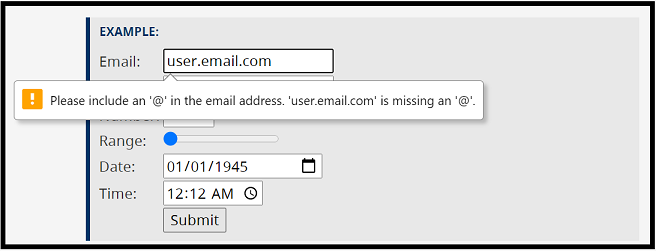 EXAMPLE:
Email: user.email.com
Please include an '@' in the email address. 'user.email.com' is missing an '@'.
Range:
Date: 01/01/1945
Time: 12:12 AM
Submit